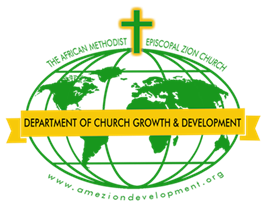 THE AFRICAN METHODIST EPISCOPAL ZION CHURCH
DEPARTMENT OF CHURCH GROWTH & DEVELOPMENT
www.ameziondevelopment.org